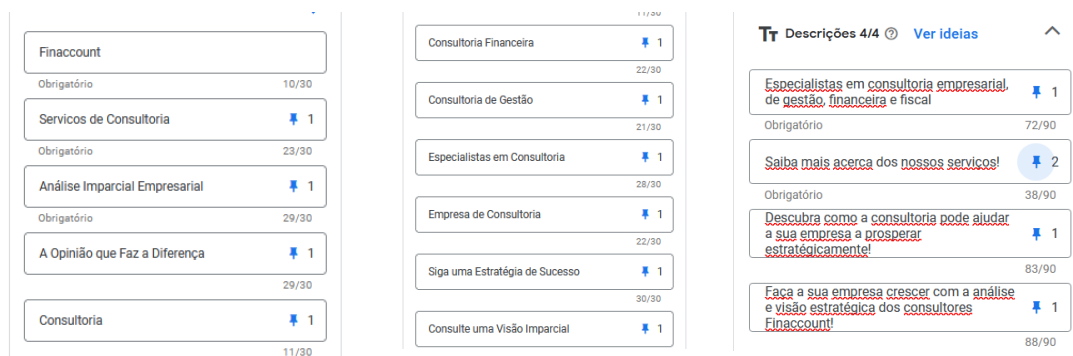 Finaccount
Obrigatório
10/30
Servicos de Consultoria
1
Obrigatório
23/30
Análise Imparcial Empresarial
1
Obrigatório
29/30
A Opinião que Faz a Diferença
1
29/30
Consultoria
1
11/30
11/30
Consultoria Financeira
1
22/30
Consultoria de Gestão
1
21/30
Especialistas em Consultoria
1
28/30
Empresa de Consultoria
1
22/30
Siga uma Estratégia de Sucesso
1
30/30
Consulte uma Visão Imparcial
1
Descrições 4/4
Ver ideias
Especialistas em consultoria empresarial,
de gestão, financeira e fiscal
1
Obrigatório
72/90
Saiba mais acerca dos nossos serviços!
2
Obrigatório
38/90
Descubra como a consultoria pode ajudar
a sua empresa a prosperar
estratégicamente!
1
83/90
Faça a sua empresa crescer com a análise
e visão estratégica dos consultores
Finaccount!
1
88/90